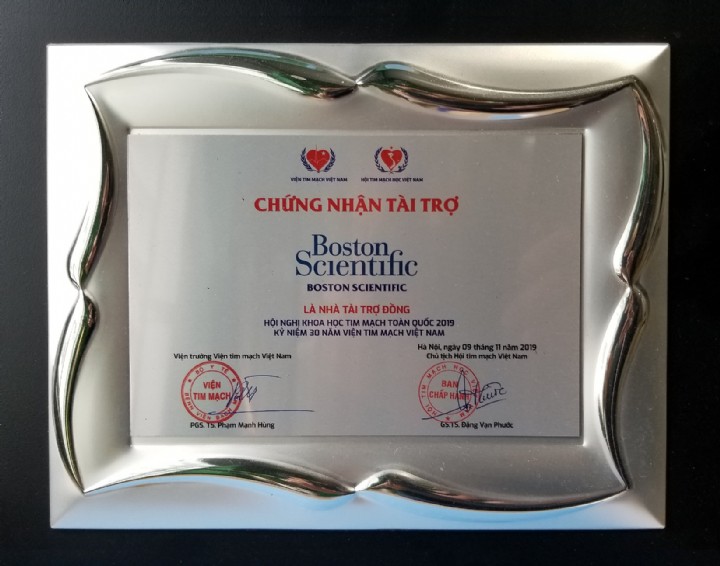 VIỆN TIM MẠCH VIỆT NAM
HỘI TIM MẠCH HỌC VIỆT NAM
CHỨNG NHẬN TÀI TRỢ
Boston
Scientific
BOSTON SCIENTIFIC
LÀ NHÀ TÀI TRỢ ĐỒNG
HỘI NGHỊ KHOA HỌC TIM MẠCH TOÀN QUỐC 2019
KỶ NIỆM 30 NĂM VIỆN TIM MẠCH VIỆT NAM
Hà Nội, ngày 09 tháng 11 năm 2019
Viện trưởng Viện tim mạch Việt Nam
Chủ tịch Hội tim mạch Việt Nam
VIỆN
TIM MẠCH
BAN
CHẤP HÀNH
PGS. TS. Phạm Mạnh Hùng
GS.TS. Đặng Vạn Phước